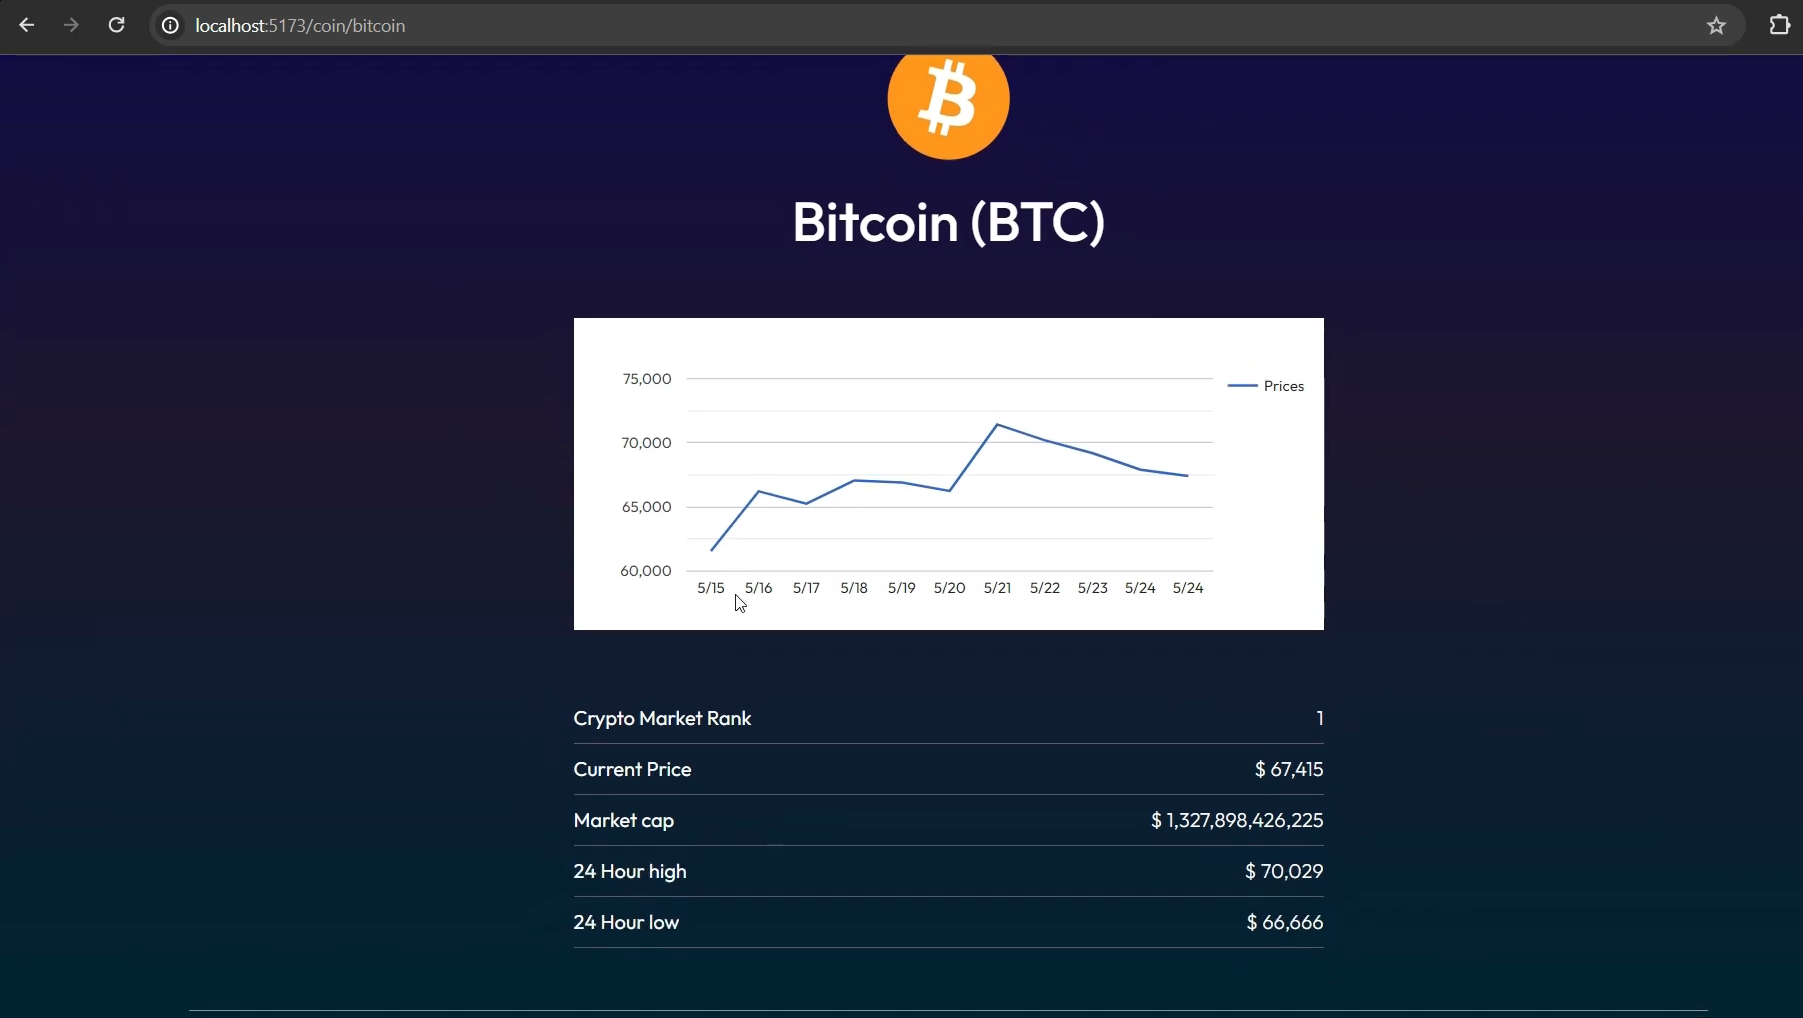 localhost:5173/coin/bitcoin
Bitcoin (BTC)
75,000
Prices
70,000
65,000
60,000
5/15 5/16 5/17 5/18 5/19 5/20 5/21 5/22 5/23 5/24 5/24
Crypto Market Rank 1
Current Price $ 67,415
Market cap $ 1,327,898,426,225
24 Hour high $ 70,029
24 Hour low $ 66,666